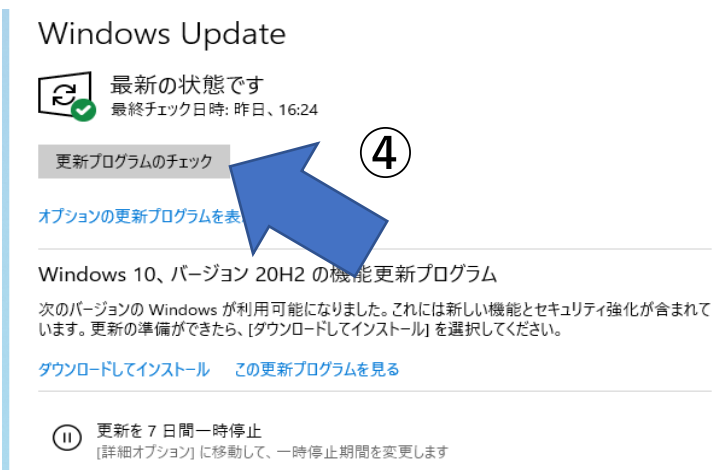 Windows Update
最新の状態です
最終チェック日時: 昨日、16:24
④
更新プログラムのチェック
オプションの更新プログラムを表
Windows 10、バージョン 20H2 の機能更新プログラム
次のバージョンの Windows が利用可能になりました。これには新しい機能とセキュリティ強化が含まれて
います。更新の準備ができたら、[ダウンロードしてインストール] を選択してください。
ダウンロードしてインストール この更新プログラムを見る
更新を 7 日間一時停止
[詳細オプション] に移動して、一時停止期間を変更します